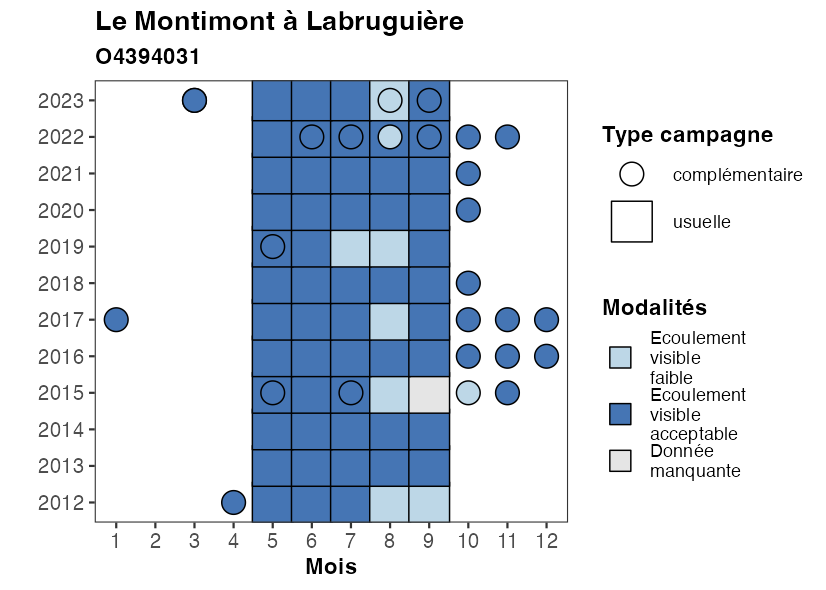 Le Montimont à Labruguière
O4394031
2023
2022
2021
2020
2019
2018
2017
2016
2015
2014
2013
2012
1 2 3 4 5 6 7 8 9 10 11 12
Mois
Type campagne
complémentaire
usuelle
Modalités
Ecoulement
visible
faible
Ecoulement
visible
acceptable
Donnée
manquante